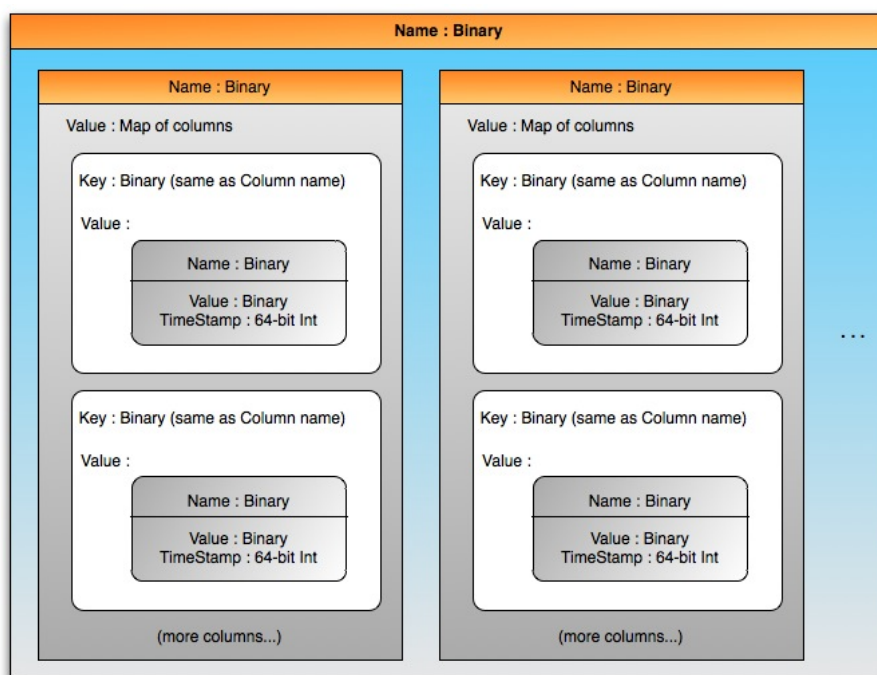 Name : Binary
Name : Binary
Value : Map of columns
Key : Binary (same as Column name)
Value :
Name : Binary
Value : Binary
TimeStamp : 64-bit Int
Key : Binary (same as Column name)
Value :
Name : Binary
Value : Binary
TimeStamp : 64-bit Int
(more columns...)
Name : Binary
Value : Map of columns
Key : Binary (same as Column name)
Value :
Name : Binary
Value : Binary
TimeStamp : 64-bit Int
Key : Binary (same as Column name)
Value :
Name : Binary
Value : Binary
TimeStamp : 64-bit Int
(more columns...)
...